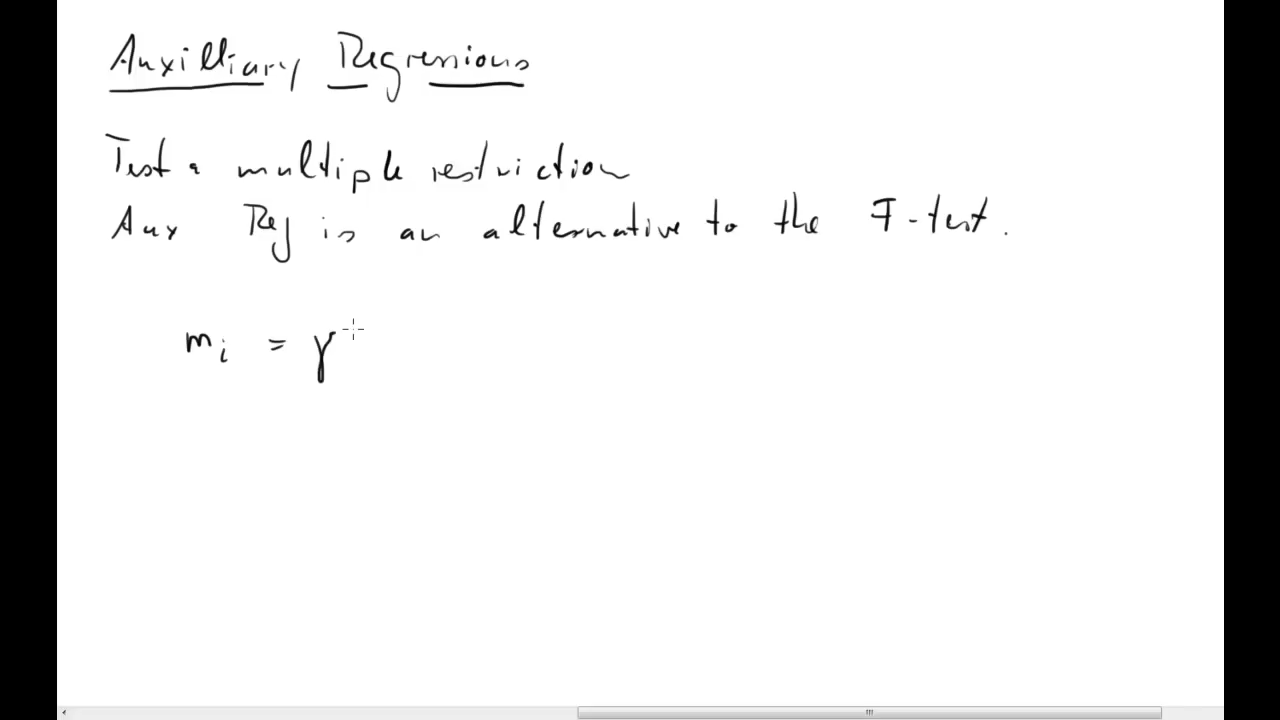 Auxilliary Regressions
Test a multiple restriction
Aux Reg is an alternative to the F-test.
mᵢ = γ